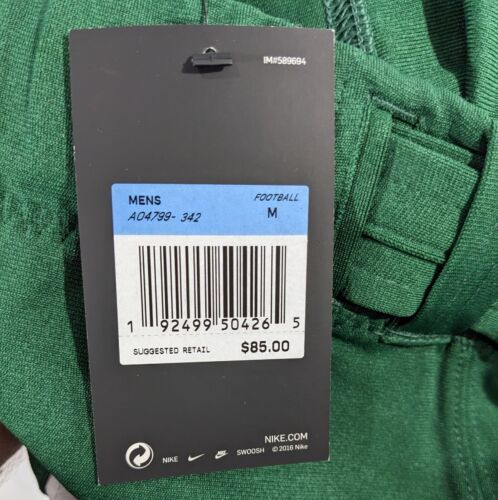 IM#589694
MENS FOOTBALL
AO4799- 342 M
1 92499 50426 5
SUGGESTED RETAIL $85.00
NIKE SWOOSH
NIKE.COM
© 2016 Nike